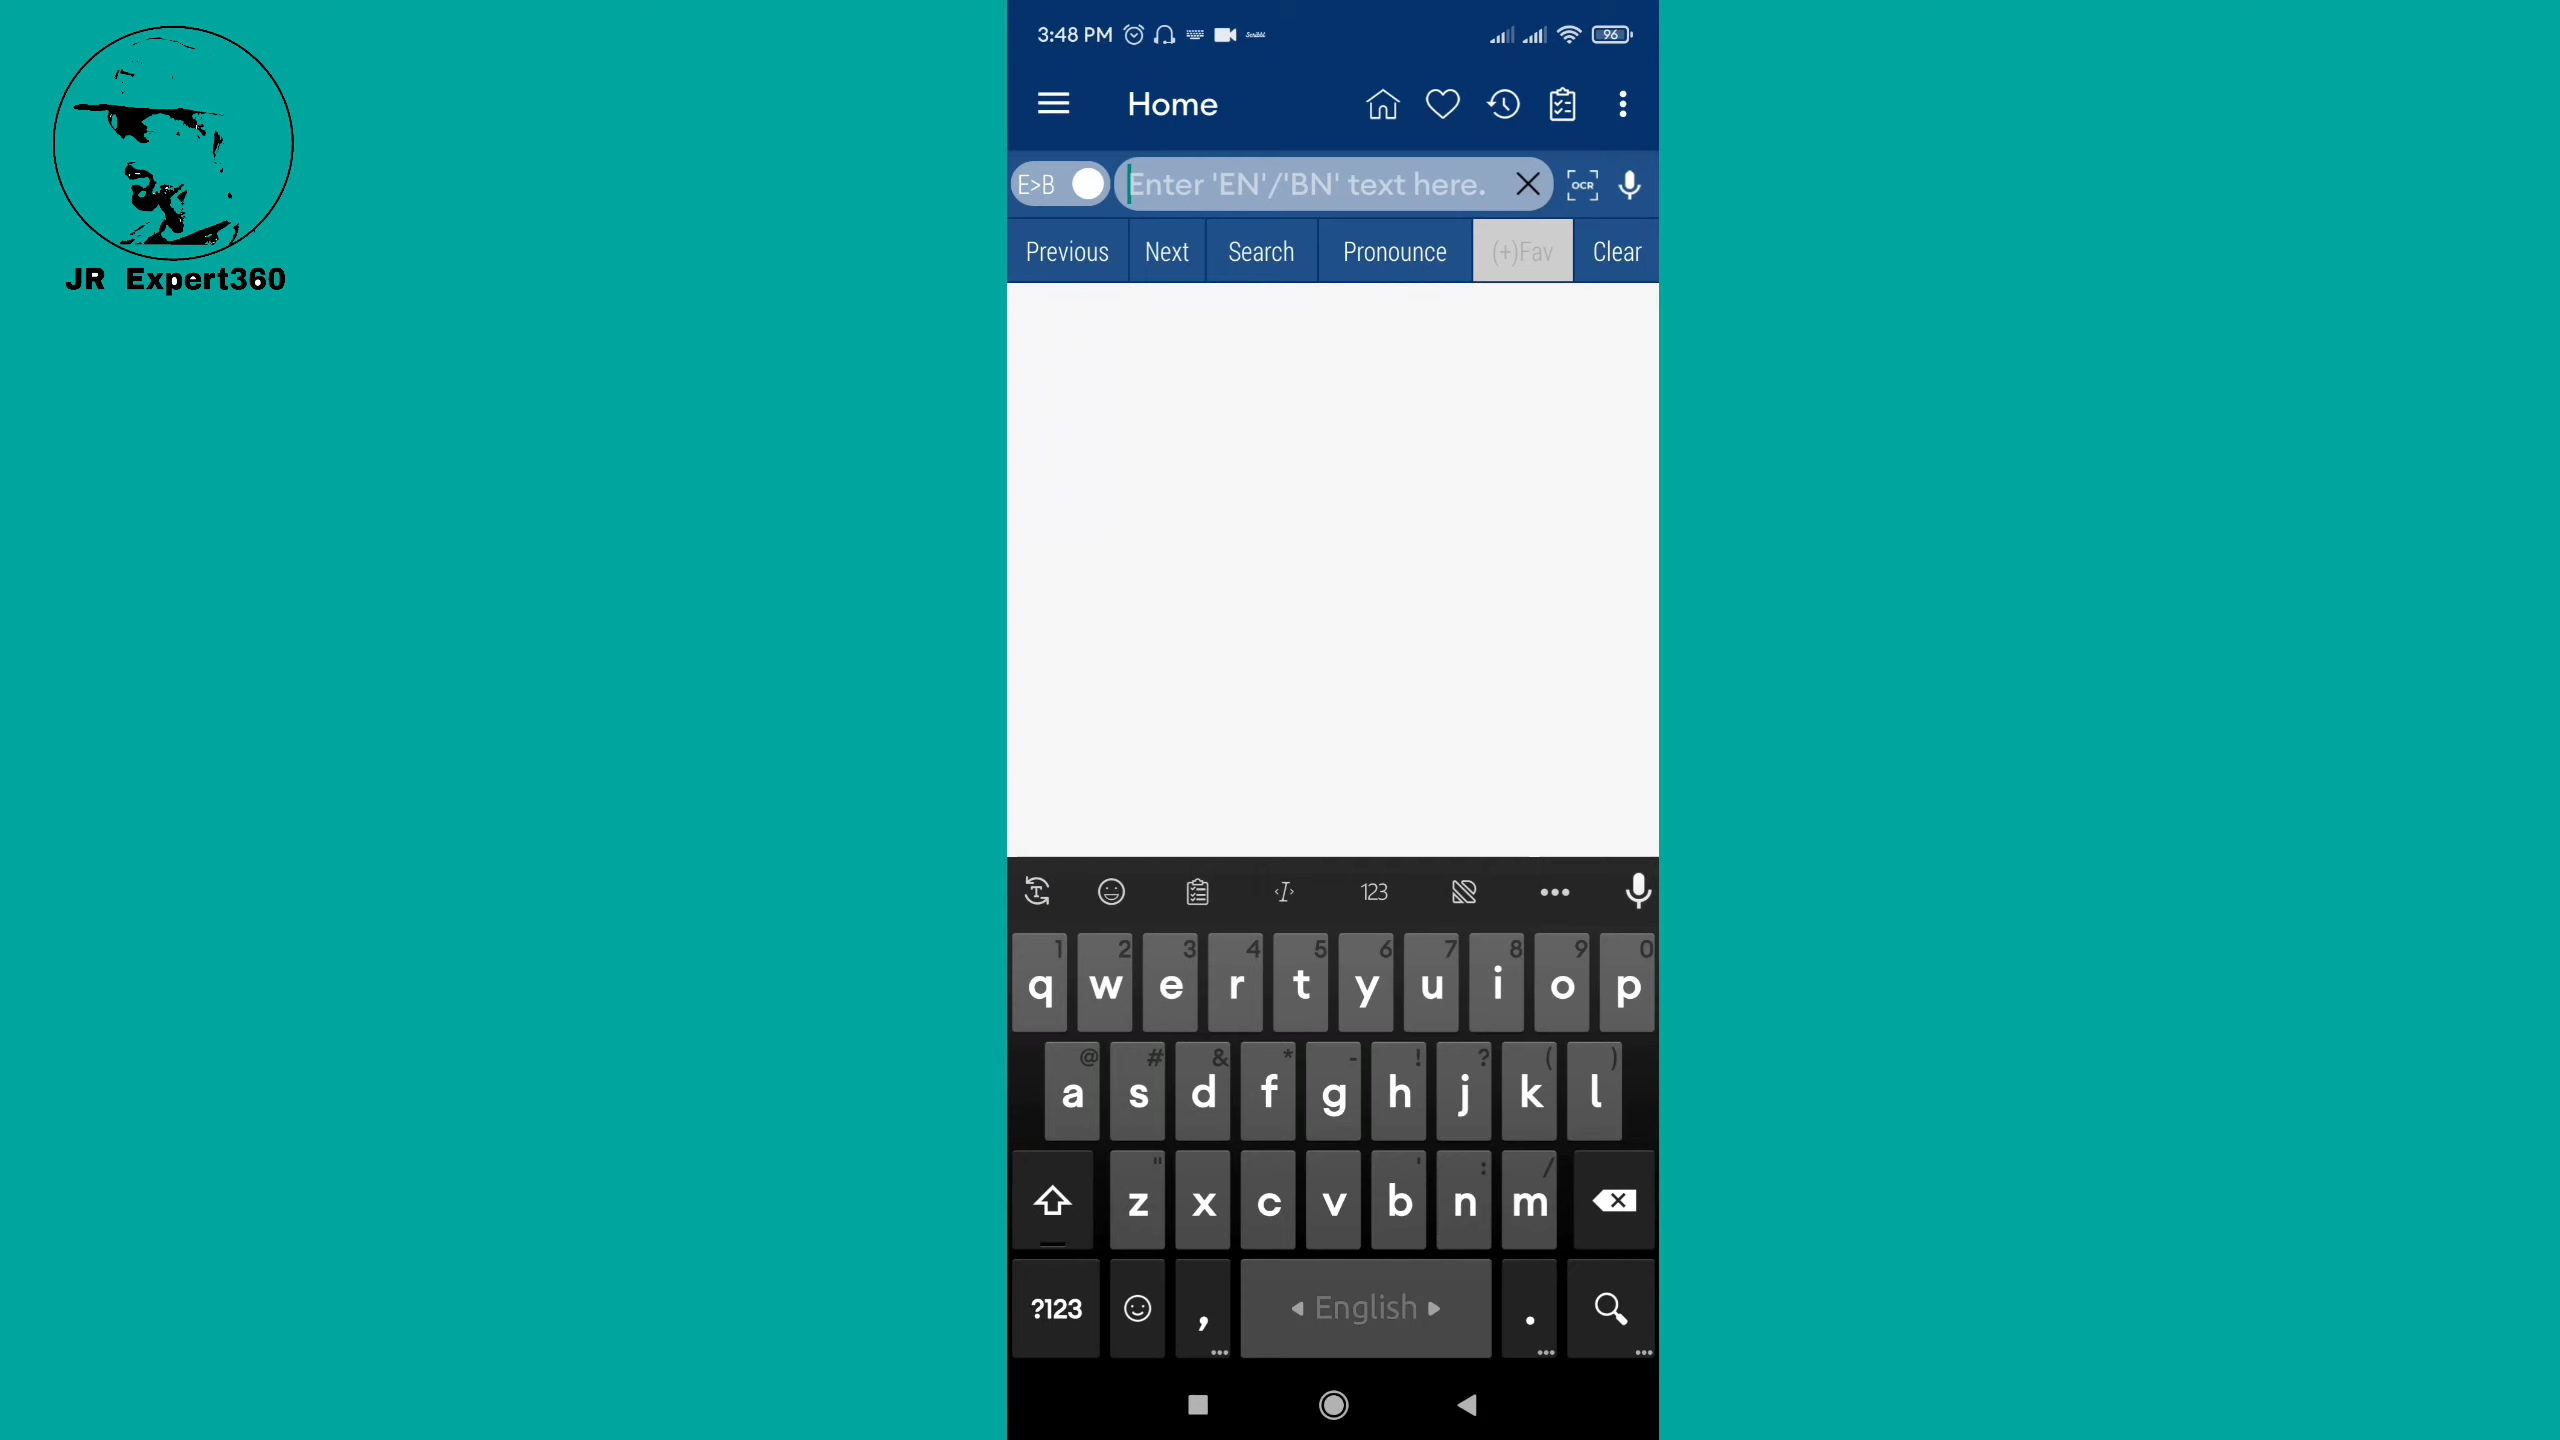 JR Expert360
3:48 PM Scribbl 96
Home
E>B Enter 'EN'/'BN' text here. OCR
Previous Next Search Pronounce (+)Fav Clear
123
1 2 3 4 5 6 7 8 9 0
q w e r t y u i o p
@ # & * - ! ? ( )
a s d f g h j k l
" ' : /
z x c v b n m
?123 , English .